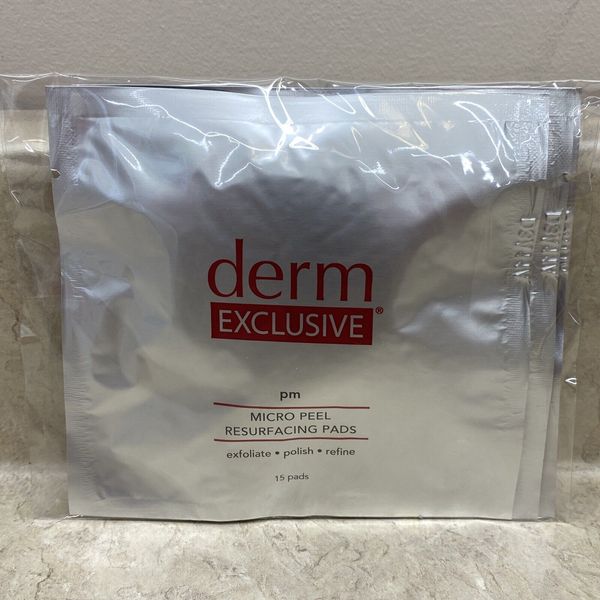 derm
EXCLUSIVE®
pm
MICRO PEEL
RESURFACING PADS
exfoliate • polish • refine
15 pads